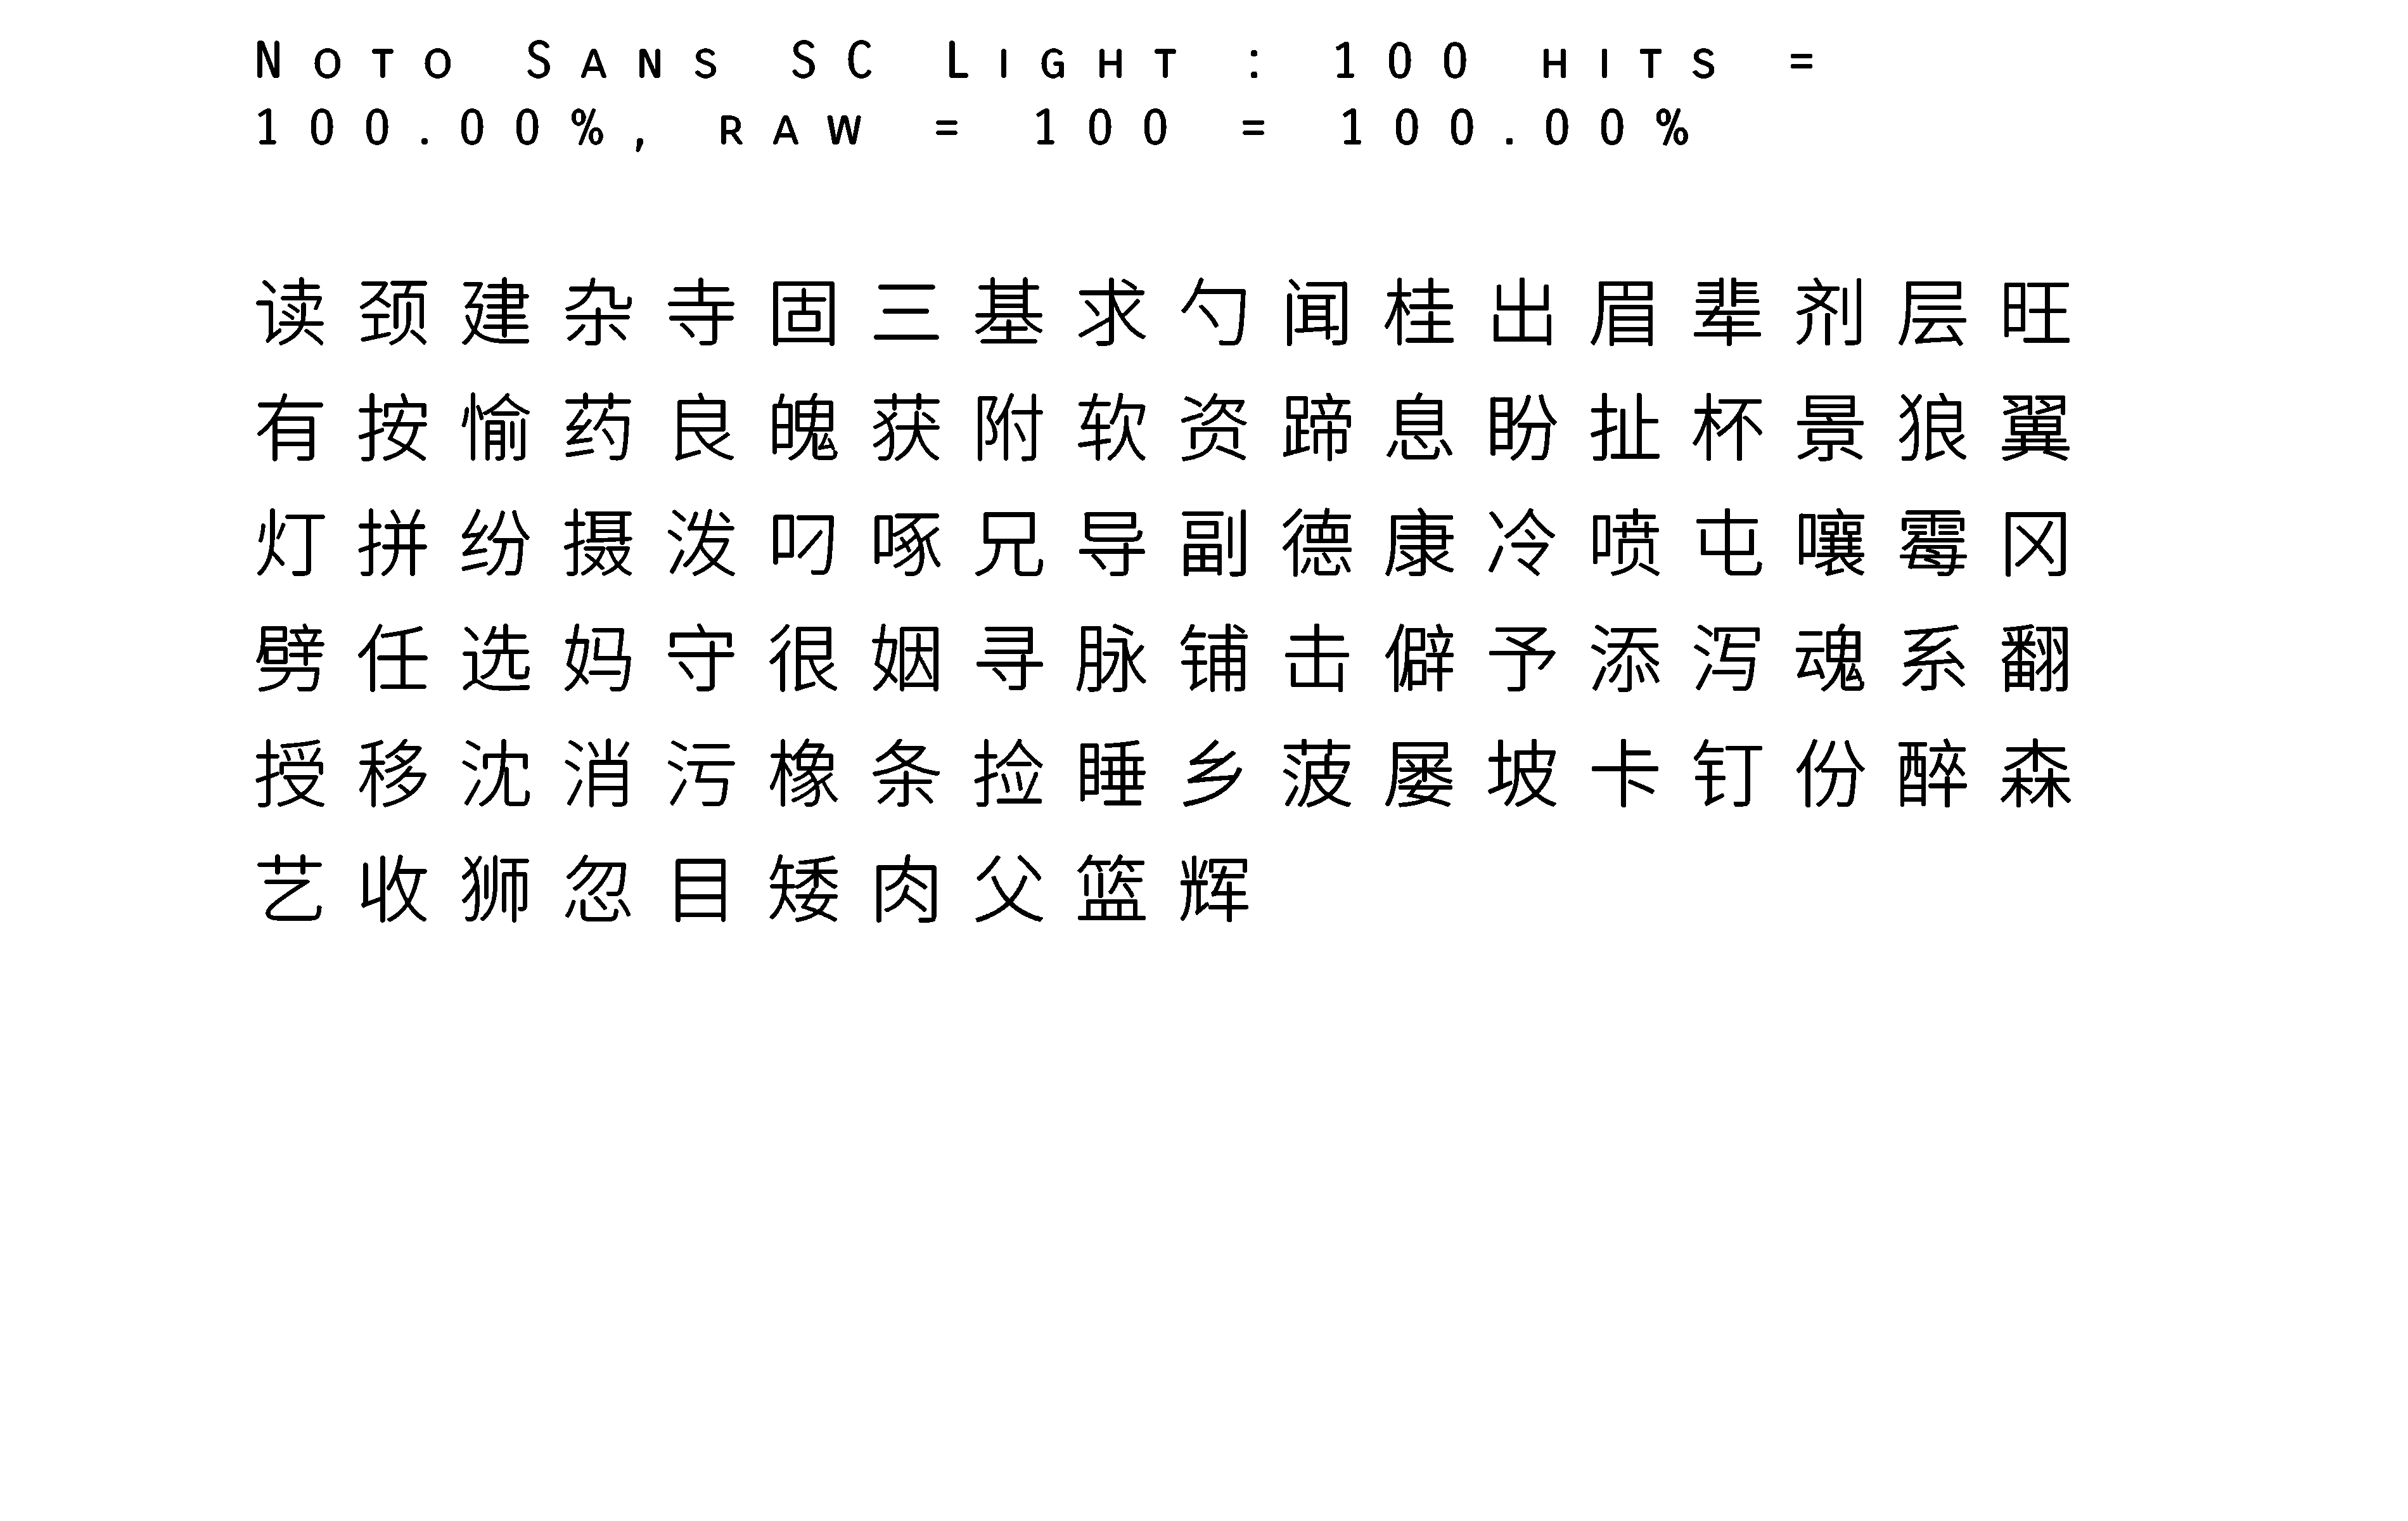 Noto Sans SC Light : 100 hits =
100.00%, raw = 100 = 100.00%
读颈建杂寺固三基求勺闻桂出眉辈剂层旺
有按愉药良魄获附软资蹄息盼扯杯景狼翼
灯拼纷摄泼叼啄兄导副德康冷喷屯嚷霉冈
劈任选妈守很姻寻脉铺击僻予添泻魂系翻
授移沈消污橡条捡睡乡菠屡坡卡钉份醉森
艺收狮忽目矮肉父篮辉